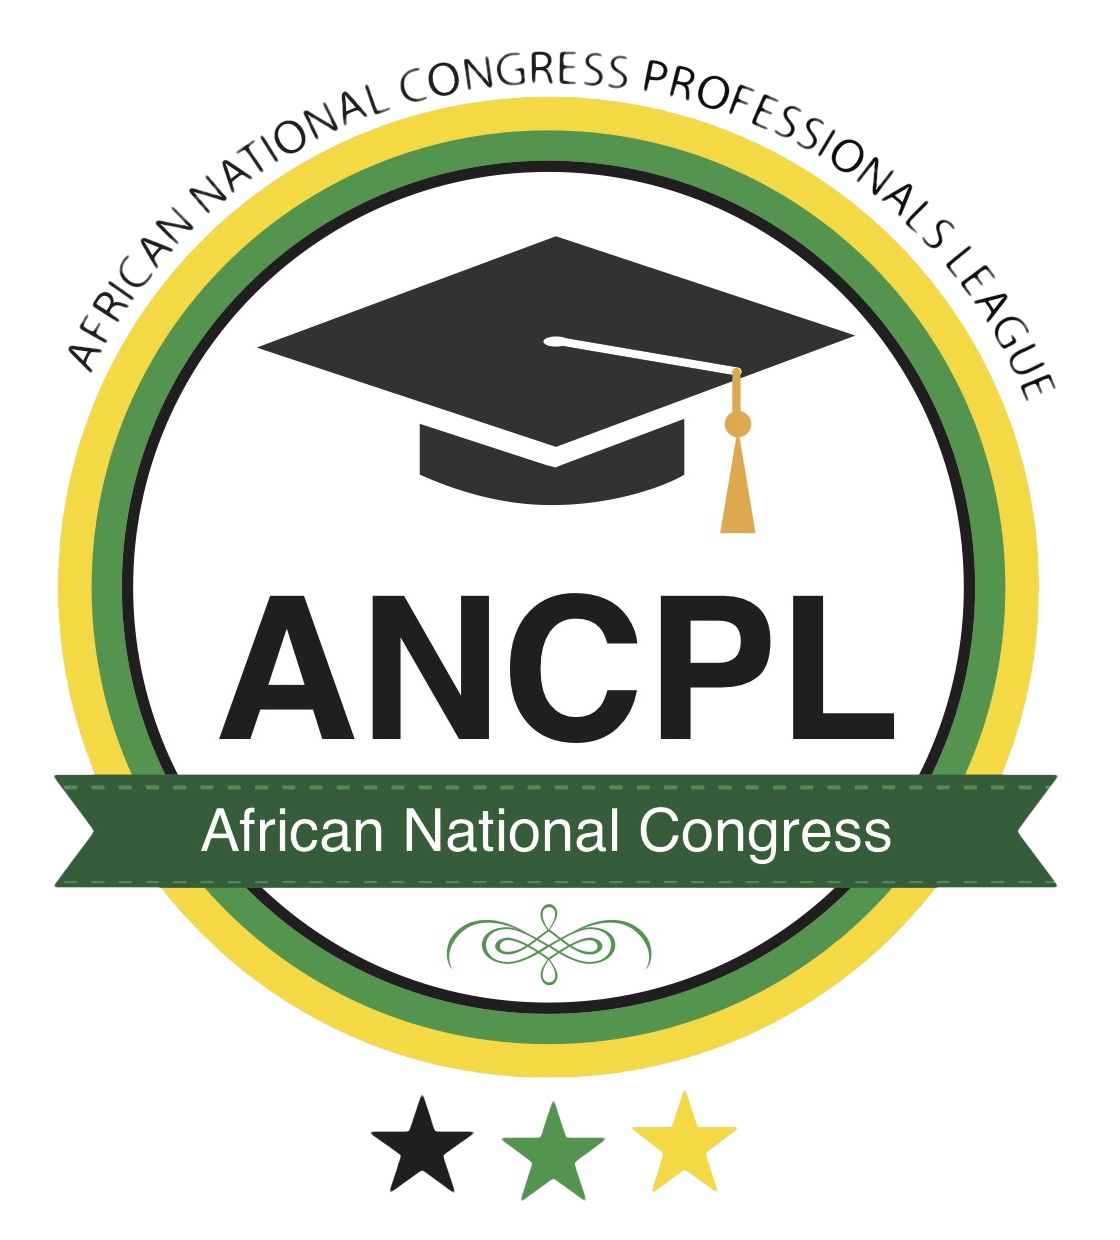 AFRICAN NATIONAL CONGRESS PROFESSIONALS LEAGUE
ANCPL
African National Congress